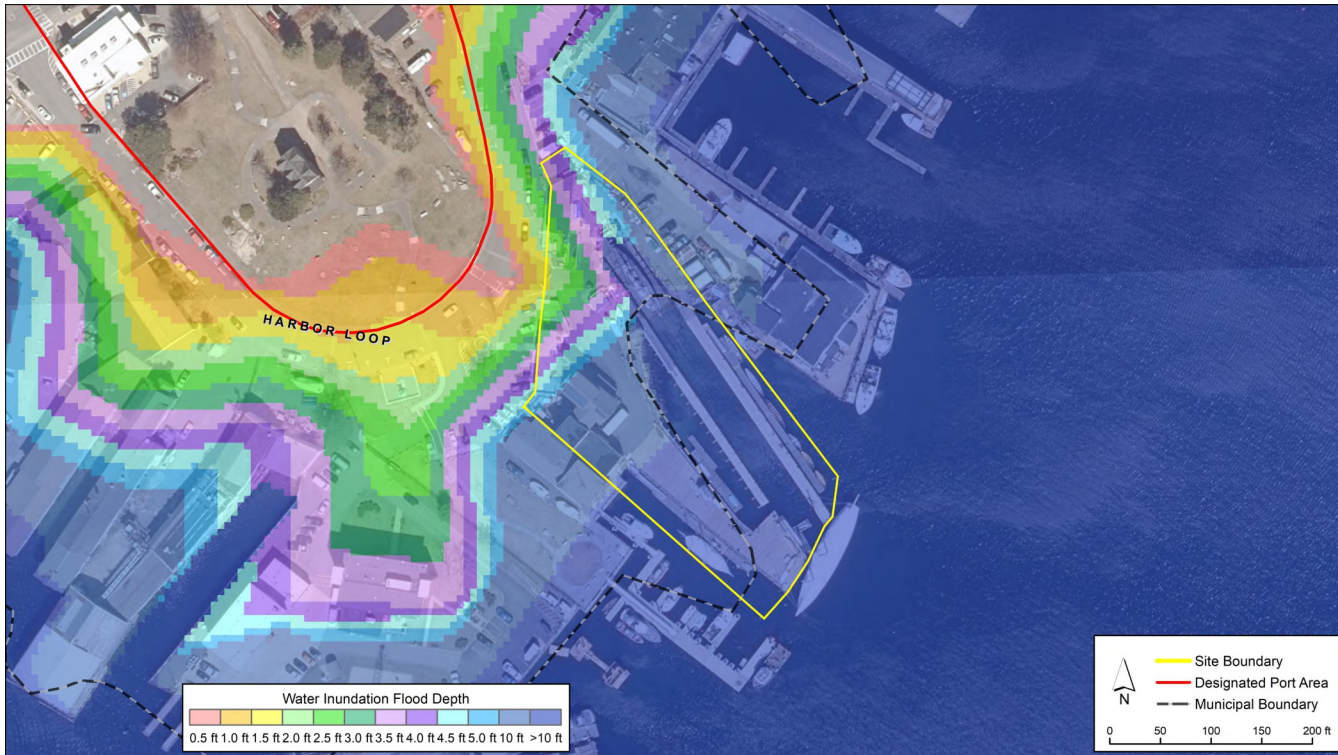 HARBOR LOOP
Water Inundation Flood Depth
0.5 ft 1.0 ft 1.5 ft 2.0 ft 2.5 ft 3.0 ft 3.5 ft 4.0 ft 4.5 ft 5.0 ft 10 ft >10 ft
Site Boundary
Designated Port Area
Municipal Boundary
N
0 50 100 150 200 ft